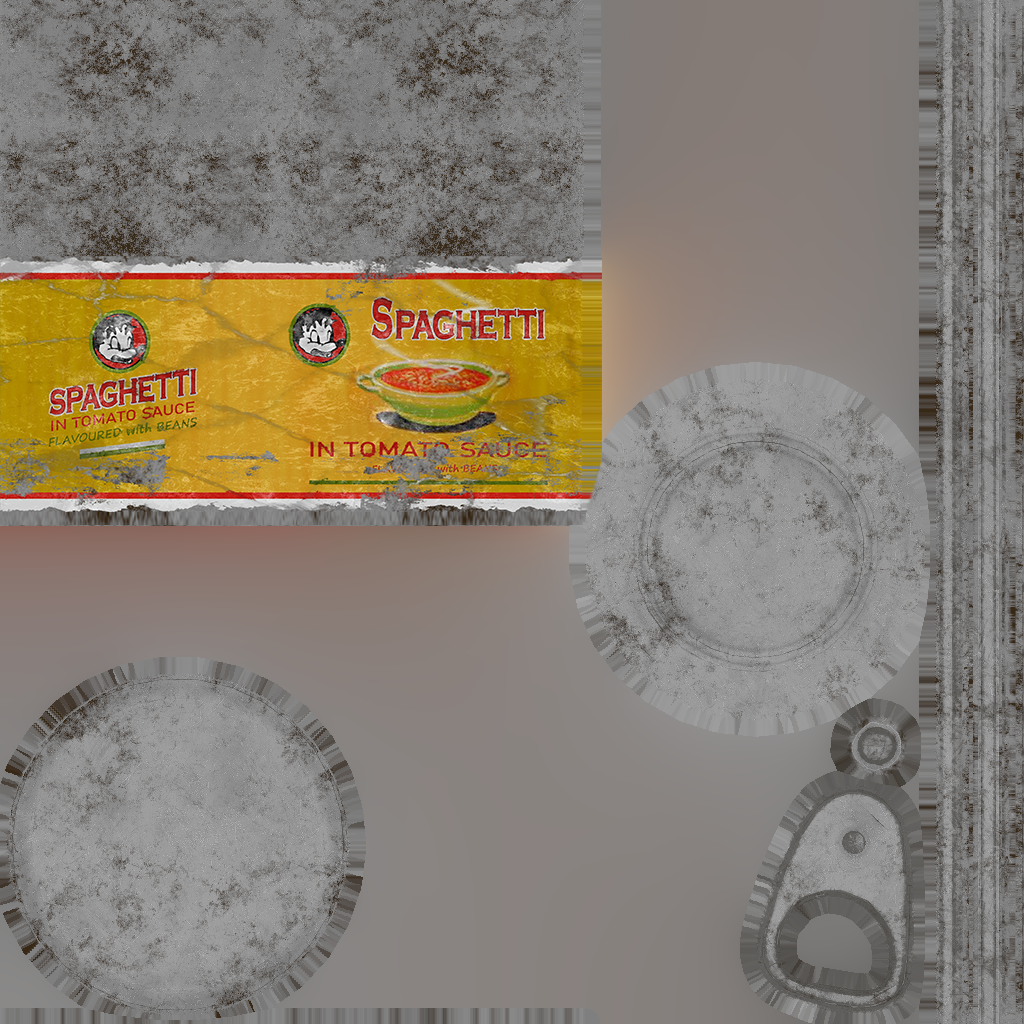 SPAGHETTI
IN TOMATO SAUCE
FLAVOURED with BEANS
SPAGHETTI
IN TOMATO SAUCE
with BEANS